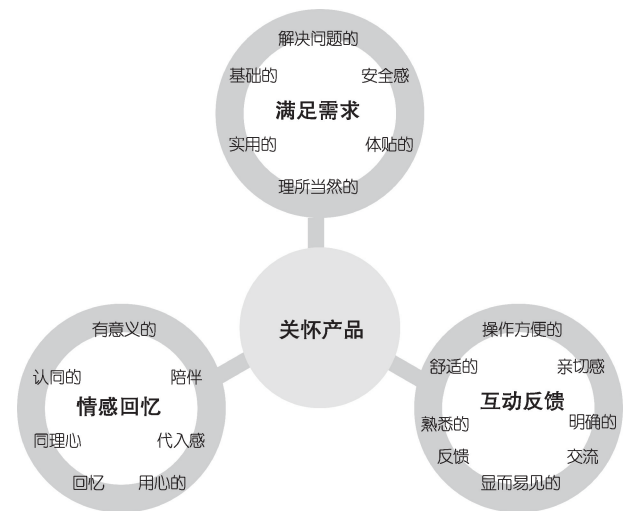 解决问题的
基础的
安全感
满足需求
实用的
体贴的
理所当然的
关怀产品
有意义的
认同的
陪伴
情感回忆
同理心
代入感
回忆
用心的
操作方便的
舒适的
亲切感
互动反馈
熟悉的
明确的
反馈
交流
显而易见的